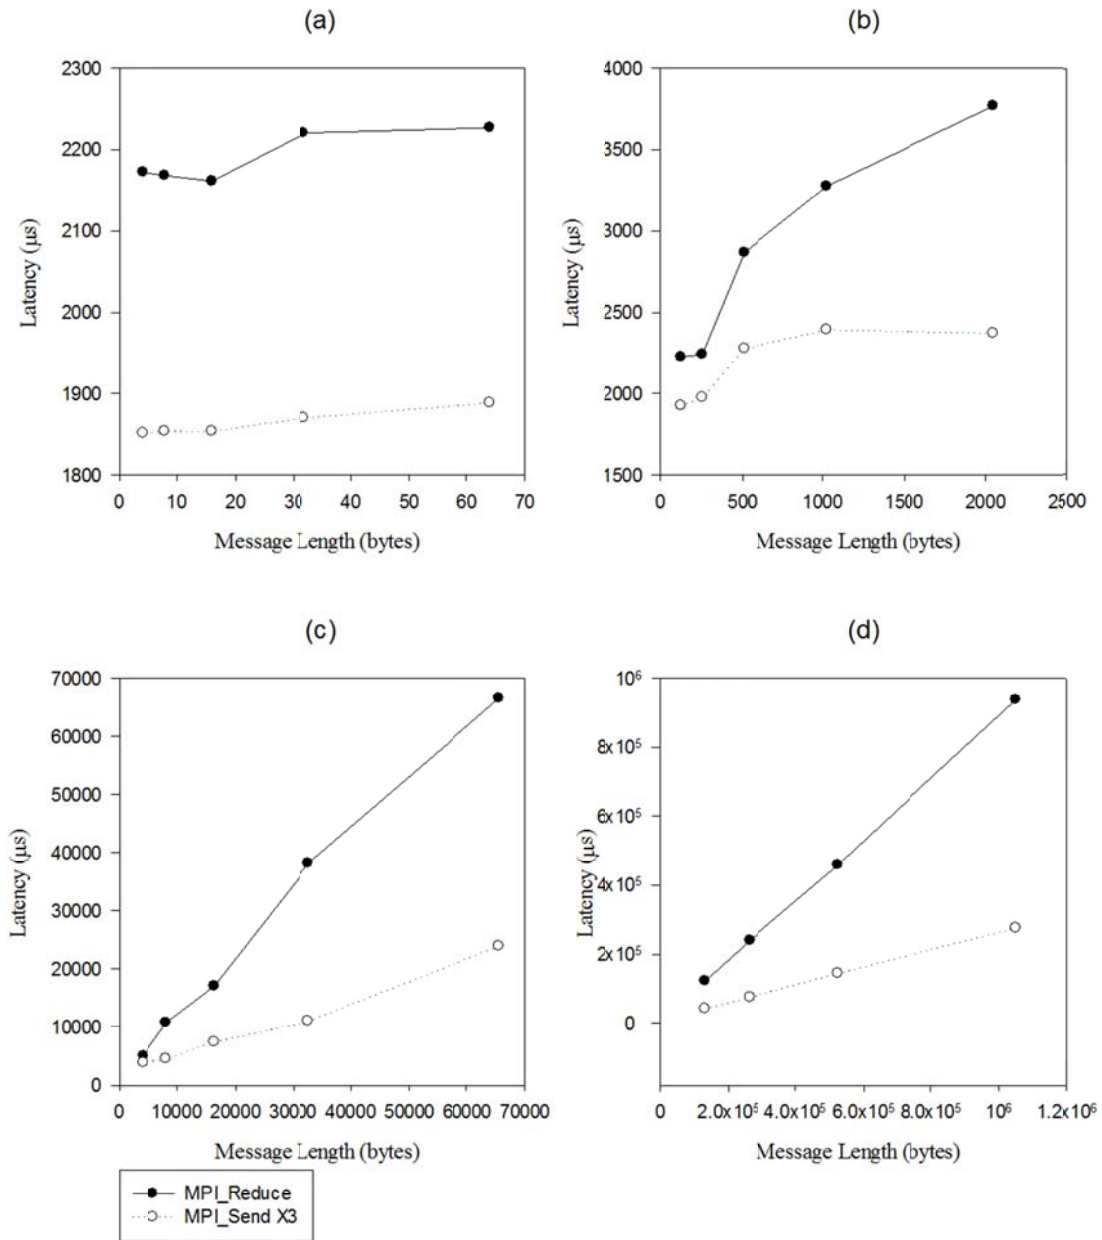 (a)
2300
2200
2100
2000
1900
1800
0 10 20 30 40 50 60 70
Latency (µs)
Message Length (bytes)
(b)
4000
3500
3000
2500
2000
1500
0 500 1000 1500 2000 2500
Latency (µs)
Message Length (bytes)
(c)
70000
60000
50000
40000
30000
20000
10000
0
0 10000 20000 30000 40000 50000 60000 70000
Latency (µs)
Message Length (bytes)
(d)
10⁶
8x10⁵
6x10⁵
4x10⁵
2x10⁵
0
0 2.0x10⁵ 4.0x10⁵ 6.0x10⁵ 8.0x10⁵ 10⁶ 1.2x10⁶
Latency (µs)
Message Length (bytes)
MPI_Reduce
MPI_Send X3